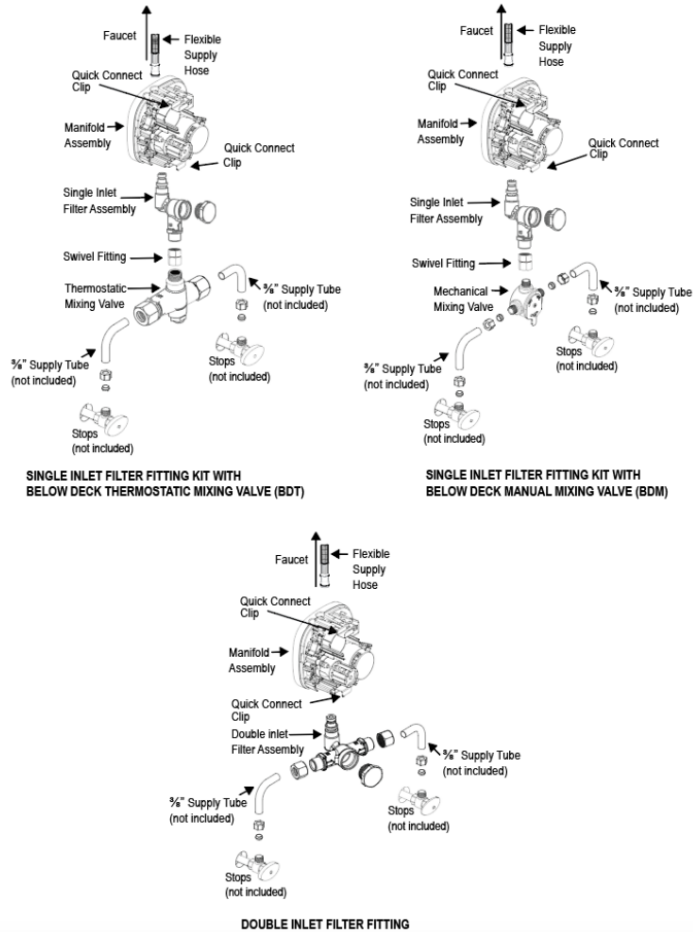 Faucet
Flexible
Supply
Hose
Quick Connect
Clip
Manifold
Assembly
Quick Connect
Clip
Single Inlet
Filter Assembly
Swivel Fitting
Thermostatic
Mixing Valve
⅜" Supply Tube
(not included)
⅜" Supply Tube
(not included)
Stops
(not included)
Stops
(not included)
SINGLE INLET FILTER FITTING KIT WITH
BELOW DECK THERMOSTATIC MIXING VALVE (BDT)
Faucet
Flexible
Supply
Hose
Quick Connect
Clip
Manifold
Assembly
Quick Connect
Clip
Single Inlet
Filter Assembly
Swivel Fitting
Mechanical
Mixing Valve
⅜" Supply Tube
(not included)
Stops
(not included)
⅜" Supply Tube
(not included)
Stops
(not included)
SINGLE INLET FILTER FITTING KIT WITH
BELOW DECK MANUAL MIXING VALVE (BDM)
Faucet
Flexible
Supply
Hose
Quick Connect
Clip
Manifold
Assembly
Quick Connect
Clip
Double inlet
Filter Assembly
⅜" Supply Tube
(not included)
⅜" Supply Tube
(not included)
Stops
(not included)
Stops
(not included)
DOUBLE INLET FILTER FITTING